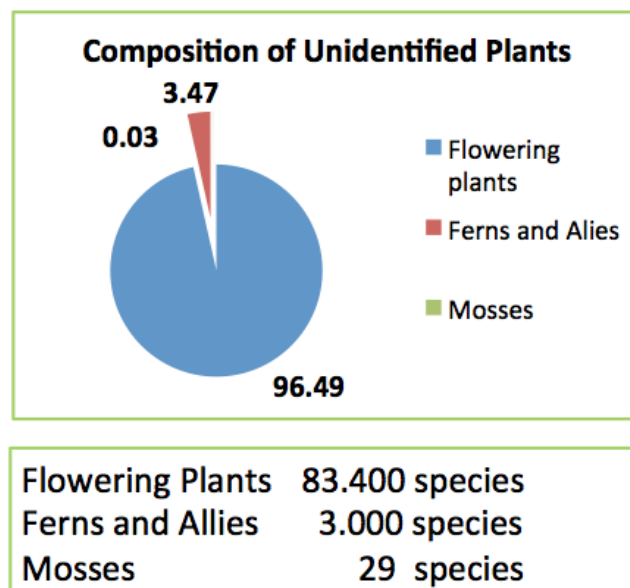 Composition of Unidentified Plants
3.47
0.03
Flowering
plants
Ferns and Alies
Mosses
96.49
Flowering Plants 83.400 species
Ferns and Allies 3.000 species
Mosses 29 species